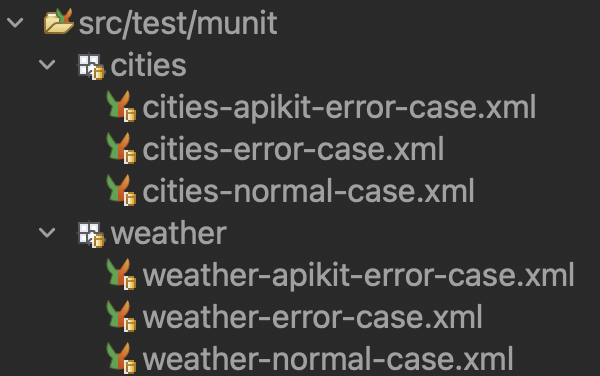 src/test/munit
cities
cities-apikit-error-case.xml
cities-error-case.xml
cities-normal-case.xml
weather
weather-apikit-error-case.xml
weather-error-case.xml
weather-normal-case.xml